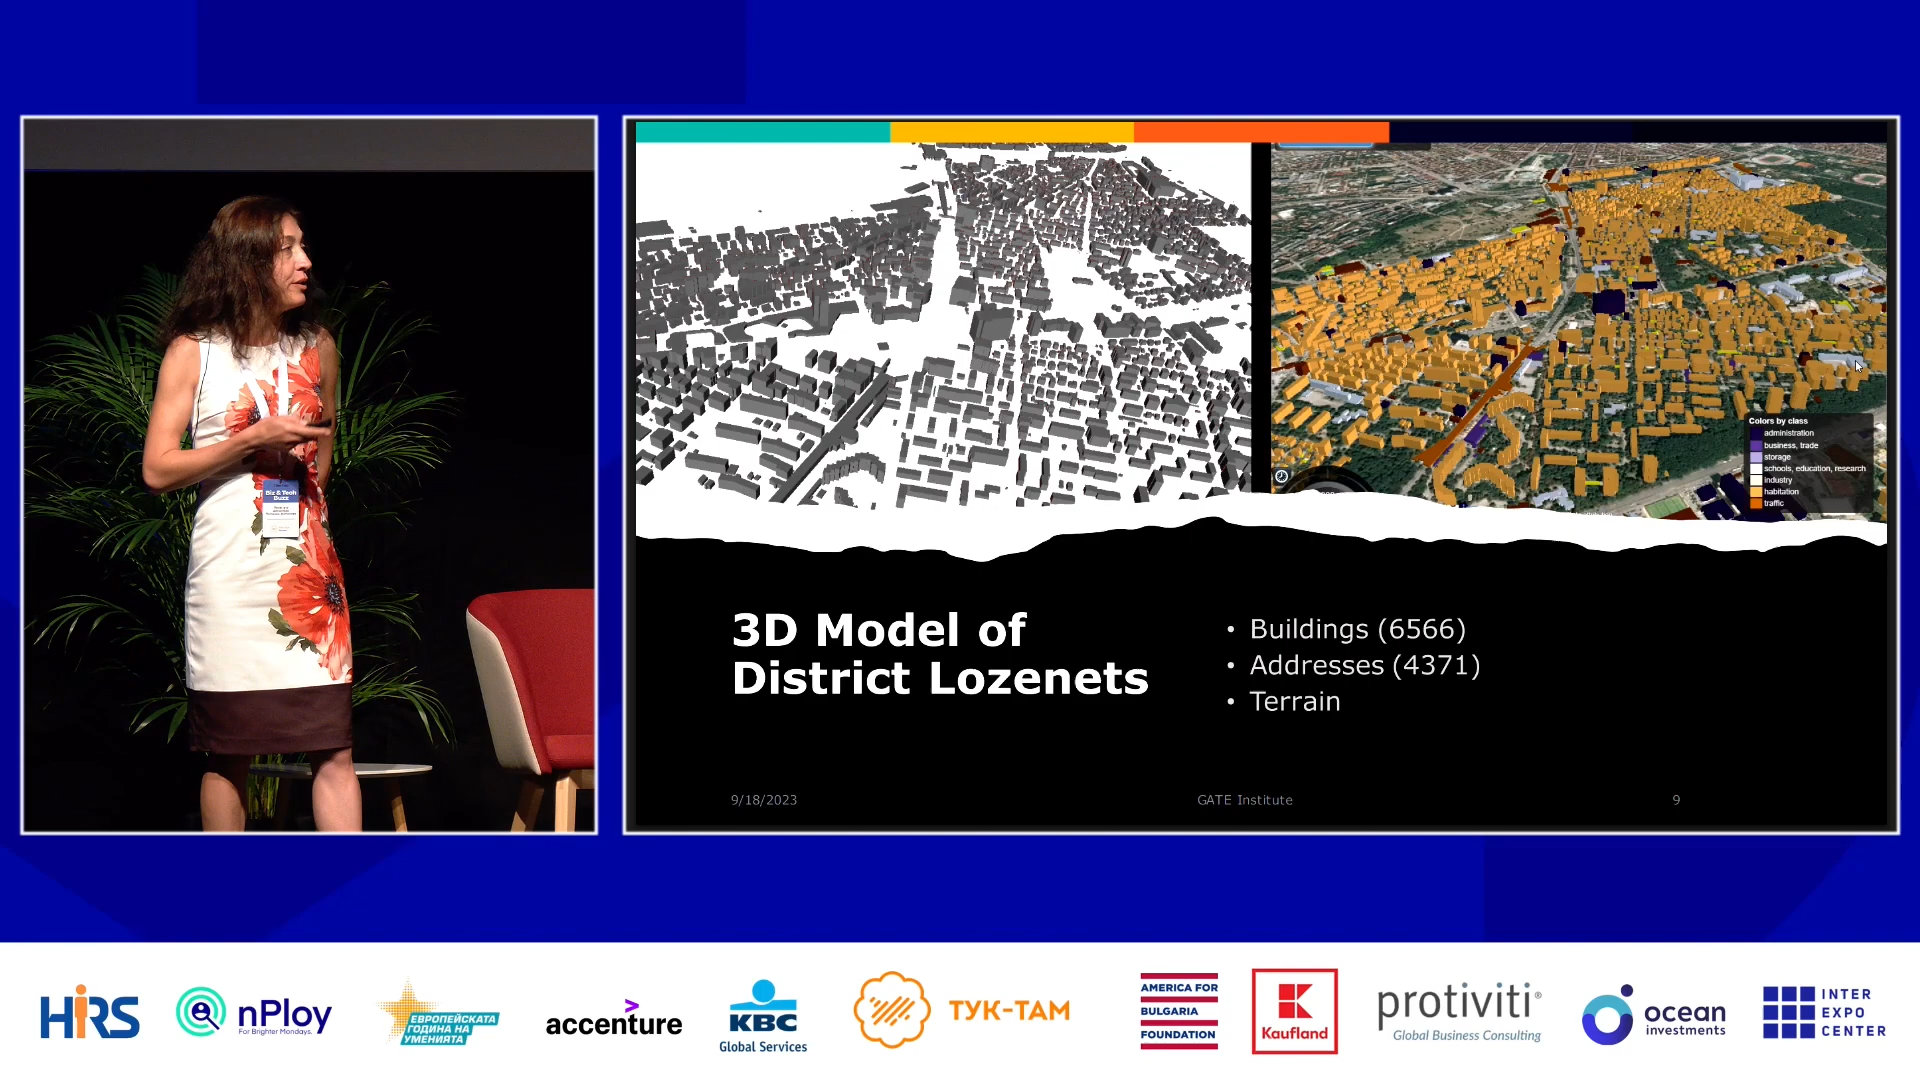 Biz & Tech
Buzz
Colors by class
administration
business, trade
storage
schools, education, research
industry
habitation
traffic
3D Model of
District Lozenets
• Buildings (6566)
• Addresses (4371)
• Terrain
9/18/2023
GATE Institute
9
HRS
nPloy
For Brighter Mondays.
ЕВРОПЕЙСКАТА
ГОДИНА НА
УМЕНИЯТА
accenture
KBC
Global Services
ТУК-ТАМ
AMERICA FOR
BULGARIA
FOUNDATION
Kaufland
protiviti®
Global Business Consulting
ocean
investments
INTER
EXPO
CENTER